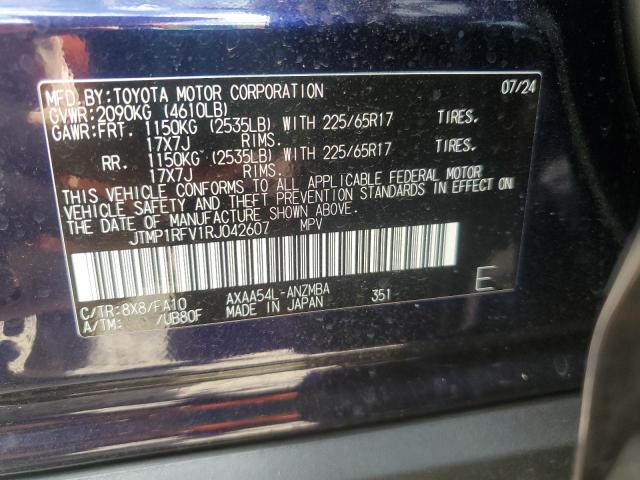 MFD.BY:TOYOTA MOTOR CORPORATION 07/24
GVWR:2090KG (4610LB)
GAWR:FRT. 1150KG (2535LB) WITH 225/65R17 TIRES.
17X7J RIMS.
RR. 1150KG (2535LB) WITH 225/65R17 TIRES.
17X7J RIMS.
THIS VEHICLE CONFORMS TO ALL APPLICABLE FEDERAL MOTOR
VEHICLE SAFETY AND THEFT PREVENTION STANDARDS IN EFFECT ON
THE DATE OF MANUFACTURE SHOWN ABOVE.
JTMP1RFV1RJ042607 MPV
C/TR:8X8/FA10 AXAA54L-ANZMBA 351 E
A/TM: /UB80F MADE IN JAPAN